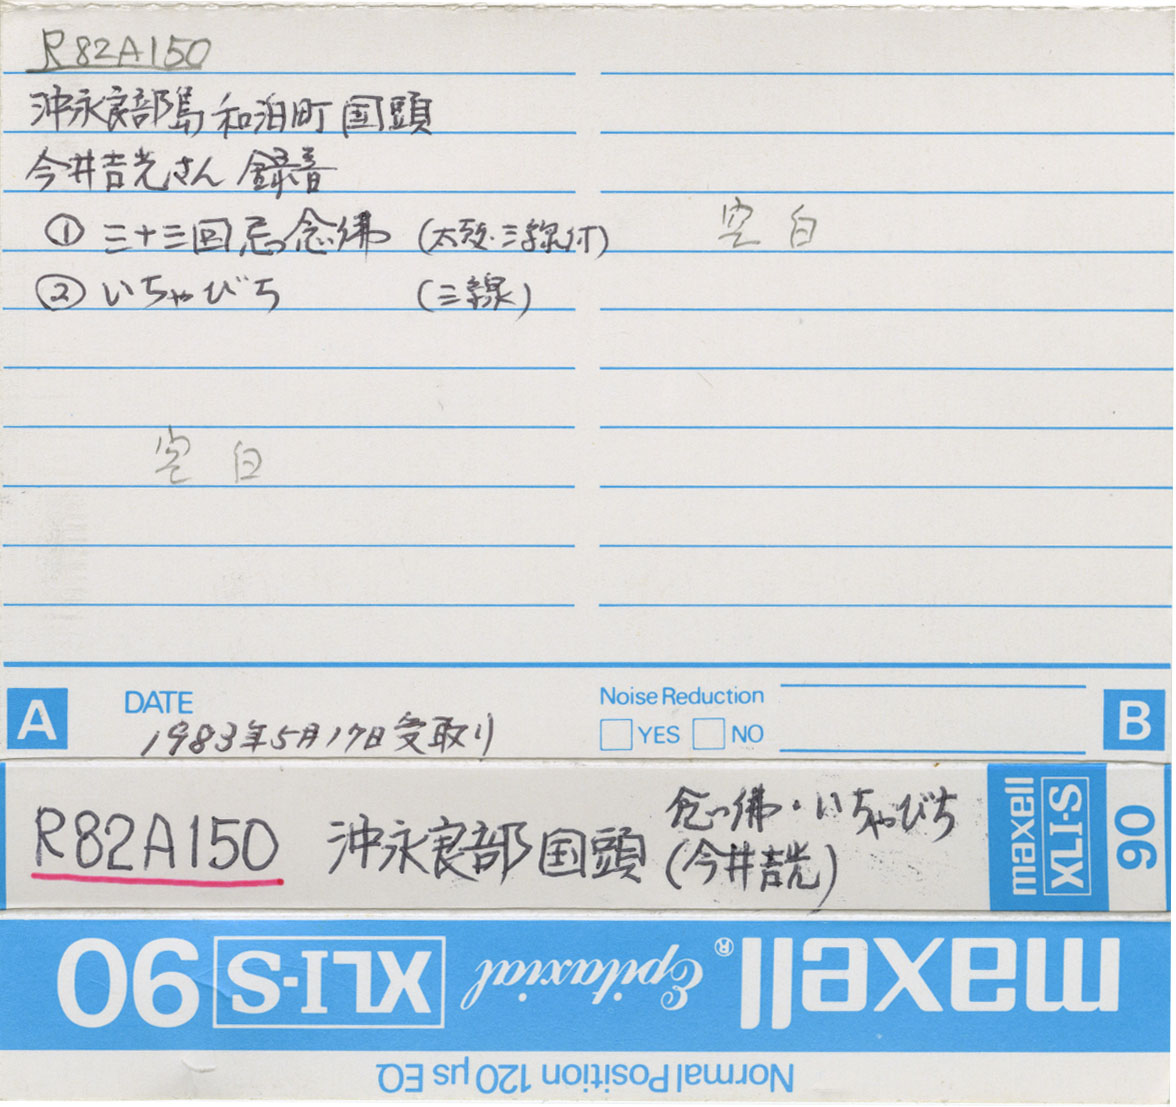 R82A150
沖永良部島 和泊町 国頭
今井吉光さん 録音
① 三十三回忌 念佛 (太鼓・三線付)
② いちゃびち (三線)
空白
空白
A
DATE
1983年5月17日受取り
Noise Reduction
YES NO
B
R82A150 沖永良部 国頭
念佛・いちゃびち
(今井吉光)
maxell
XLI-S
90
maxell® Epitaxial XLI-S 90
Normal Position 120 µs EQ